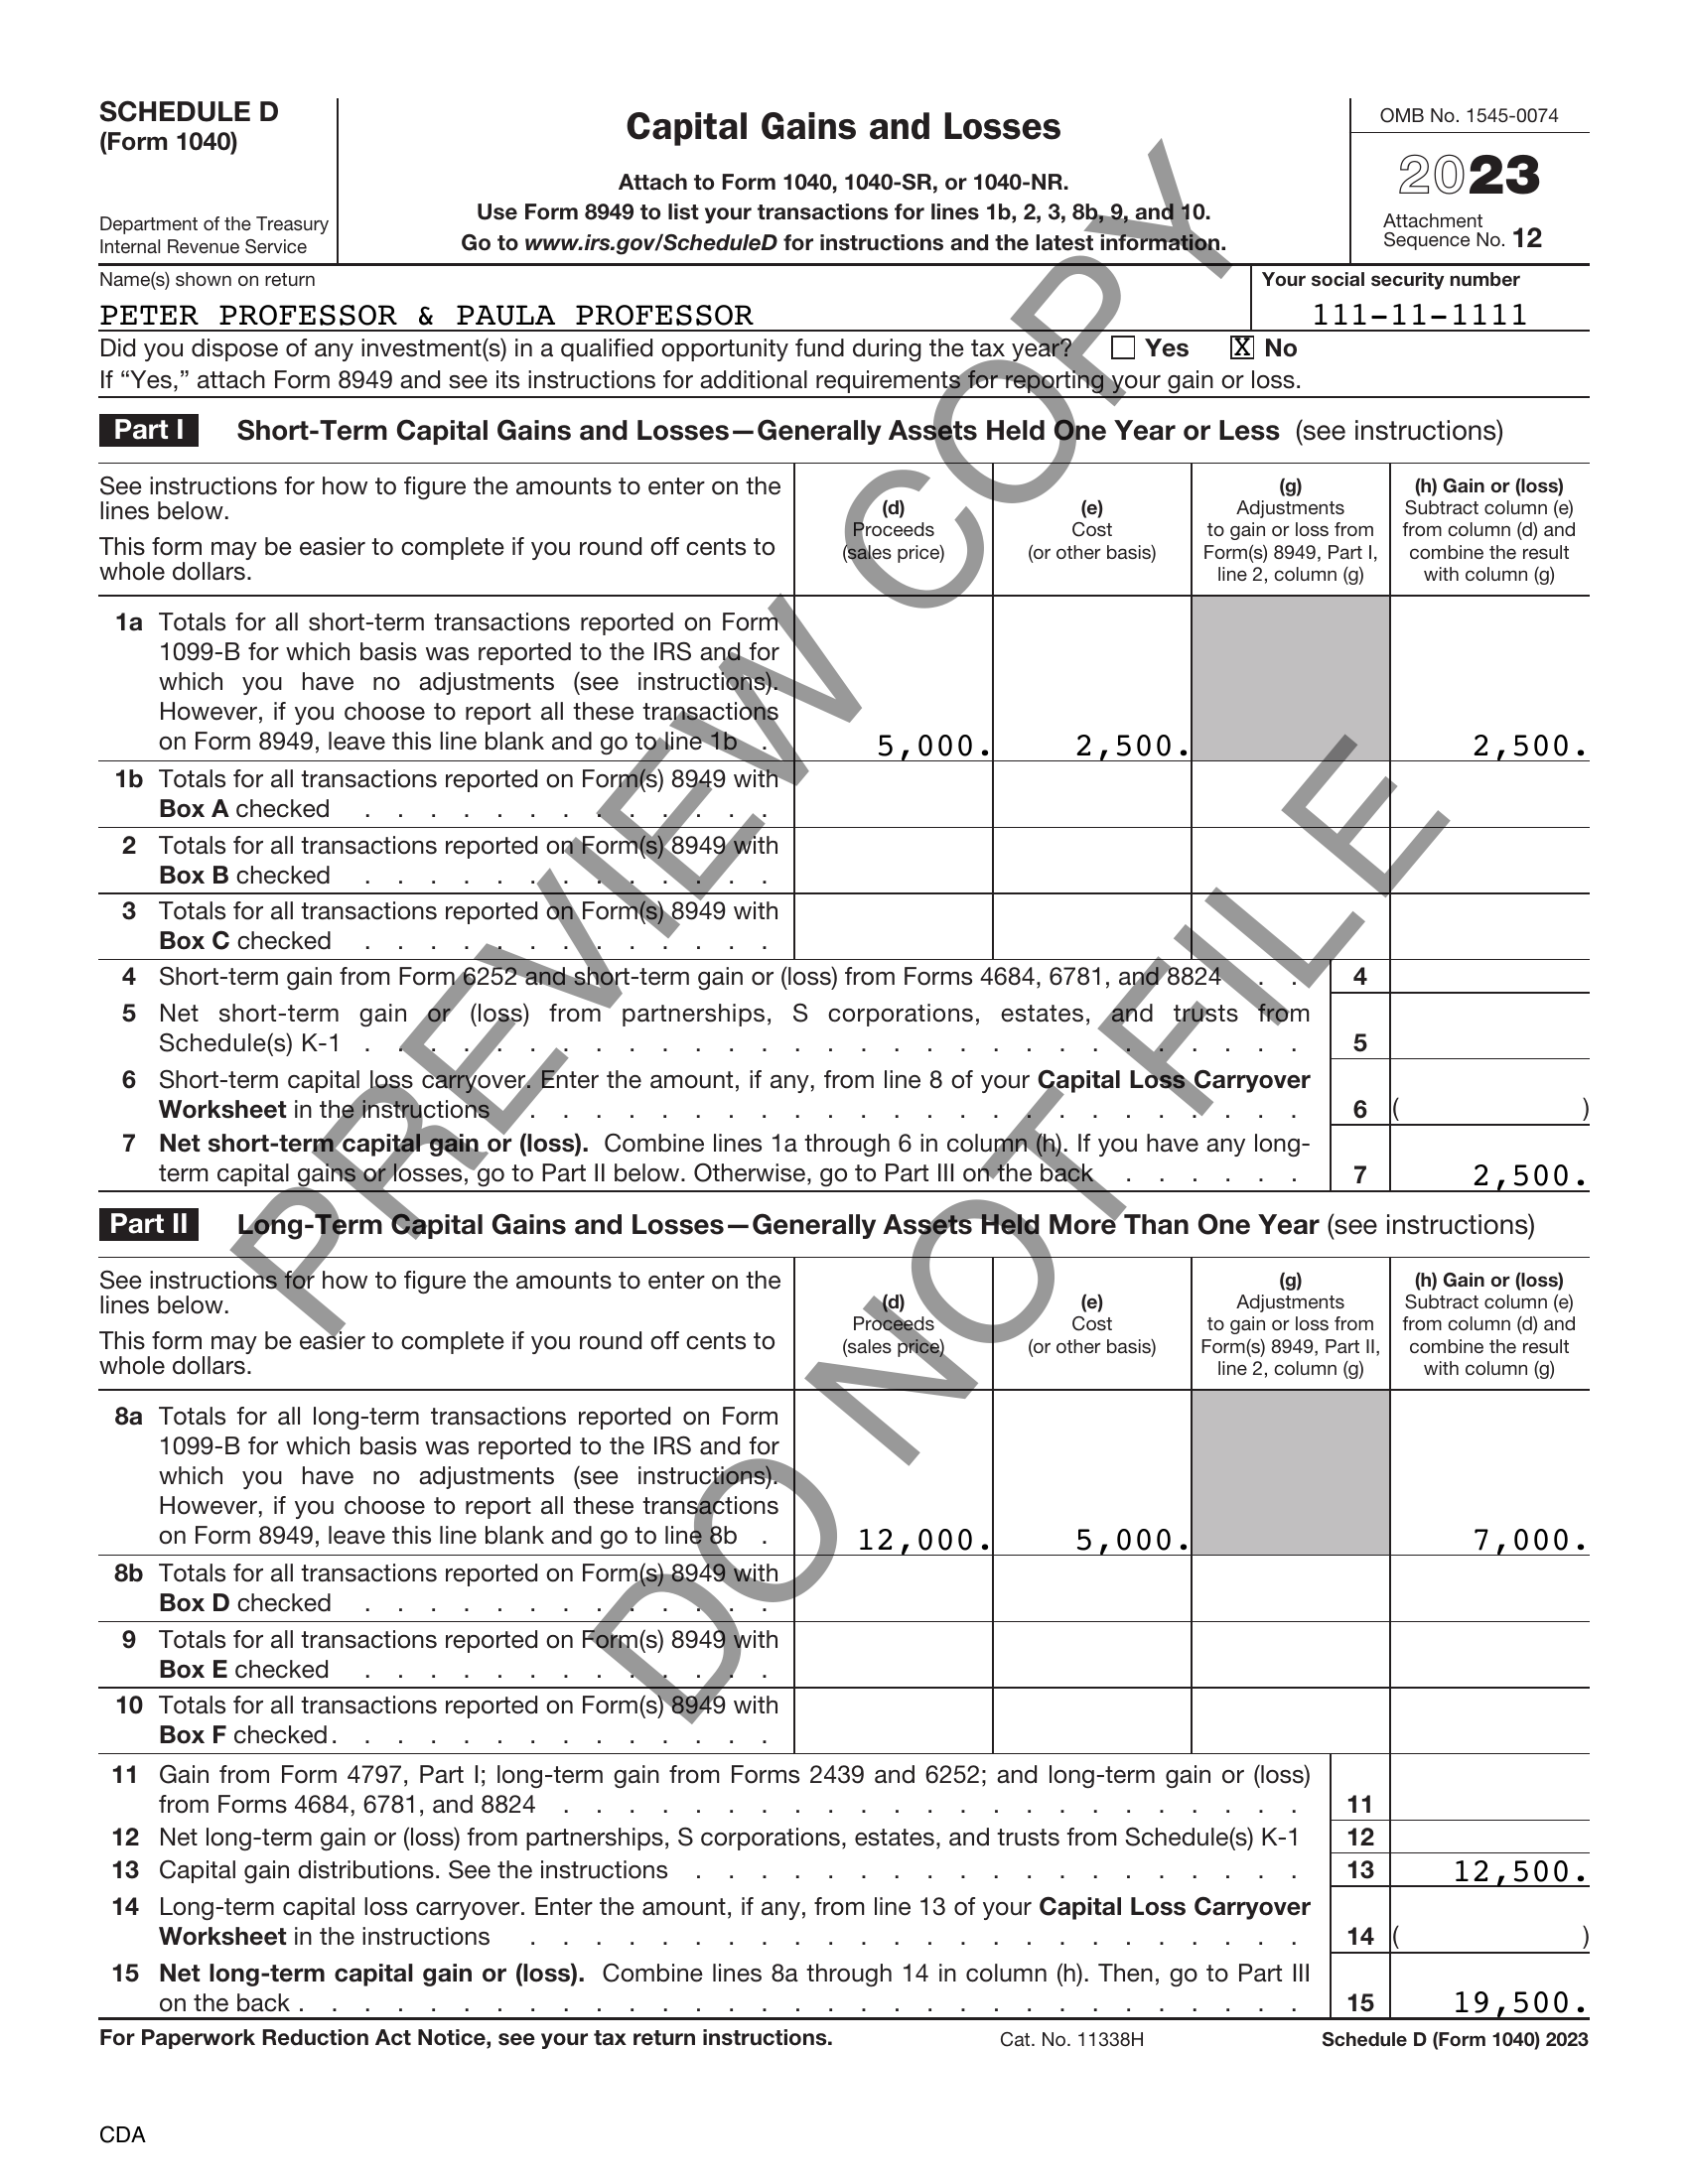 SCHEDULE D
(Form 1040)
Department of the Treasury
Internal Revenue Service
Capital Gains and Losses
Attach to Form 1040, 1040-SR, or 1040-NR.
Use Form 8949 to list your transactions for lines 1b, 2, 3, 8b, 9, and 10.
Go to www.irs.gov/ScheduleD for instructions and the latest information.
OMB No. 1545-0074
2023
Attachment
Sequence No. 12
Name(s) shown on return
PETER PROFESSOR & PAULA PROFESSOR
Your social security number
111-11-1111
Did you dispose of any investment(s) in a qualified opportunity fund during the tax year? Yes X No
If “Yes,” attach Form 8949 and see its instructions for additional requirements for reporting your gain or loss.
Part I Short-Term Capital Gains and Losses—Generally Assets Held One Year or Less (see instructions)
See instructions for how to figure the amounts to enter on the
lines below.
This form may be easier to complete if you round off cents to
whole dollars.
(d)
Proceeds
(sales price)
(e)
Cost
(or other basis)
(g)
Adjustments
to gain or loss from
Form(s) 8949, Part I,
line 2, column (g)
(h) Gain or (loss)
Subtract column (e)
from column (d) and
combine the result
with column (g)
1a Totals for all short-term transactions reported on Form
1099-B for which basis was reported to the IRS and for
which you have no adjustments (see instructions).
However, if you choose to report all these transactions
on Form 8949, leave this line blank and go to line 1b . 5,000. 2,500. 2,500.
1b Totals for all transactions reported on Form(s) 8949 with
Box A checked . . . . . . . . . . . . .
2 Totals for all transactions reported on Form(s) 8949 with
Box B checked . . . . . . . . . . . . .
3 Totals for all transactions reported on Form(s) 8949 with
Box C checked . . . . . . . . . . . . .
4 Short-term gain from Form 6252 and short-term gain or (loss) from Forms 4684, 6781, and 8824 . . 4
5 Net short-term gain or (loss) from partnerships, S corporations, estates, and trusts from
Schedule(s) K-1 . . . . . . . . . . . . . . . . . . . . . . . . . . . . . 5
6 Short-term capital loss carryover. Enter the amount, if any, from line 8 of your Capital Loss Carryover
Worksheet in the instructions . . . . . . . . . . . . . . . . . . . . . . . . 6 ( )
7 Net short-term capital gain or (loss). Combine lines 1a through 6 in column (h). If you have any long-
term capital gains or losses, go to Part II below. Otherwise, go to Part III on the back . . . . . . 7 2,500.
Part II Long-Term Capital Gains and Losses—Generally Assets Held More Than One Year (see instructions)
See instructions for how to figure the amounts to enter on the
lines below.
This form may be easier to complete if you round off cents to
whole dollars.
(d)
Proceeds
(sales price)
(e)
Cost
(or other basis)
(g)
Adjustments
to gain or loss from
Form(s) 8949, Part II,
line 2, column (g)
(h) Gain or (loss)
Subtract column (e)
from column (d) and
combine the result
with column (g)
8a Totals for all long-term transactions reported on Form
1099-B for which basis was reported to the IRS and for
which you have no adjustments (see instructions).
However, if you choose to report all these transactions
on Form 8949, leave this line blank and go to line 8b . 12,000. 5,000. 7,000.
8b Totals for all transactions reported on Form(s) 8949 with
Box D checked . . . . . . . . . . . . .
9 Totals for all transactions reported on Form(s) 8949 with
Box E checked . . . . . . . . . . . . .
10 Totals for all transactions reported on Form(s) 8949 with
Box F checked . . . . . . . . . . . . . .
11 Gain from Form 4797, Part I; long-term gain from Forms 2439 and 6252; and long-term gain or (loss)
from Forms 4684, 6781, and 8824 . . . . . . . . . . . . . . . . . . . . . . . 11
12 Net long-term gain or (loss) from partnerships, S corporations, estates, and trusts from Schedule(s) K-1 12
13 Capital gain distributions. See the instructions . . . . . . . . . . . . . . . . . . . 13 12,500.
14 Long-term capital loss carryover. Enter the amount, if any, from line 13 of your Capital Loss Carryover
Worksheet in the instructions . . . . . . . . . . . . . . . . . . . . . . . . 14 ( )
15 Net long-term capital gain or (loss). Combine lines 8a through 14 in column (h). Then, go to Part III
on the back . . . . . . . . . . . . . . . . . . . . . . . . . . . . . . . 15 19,500.
For Paperwork Reduction Act Notice, see your tax return instructions. Cat. No. 11338H Schedule D (Form 1040) 2023
CDA
PREVIEW COPY
DO NOT FILE